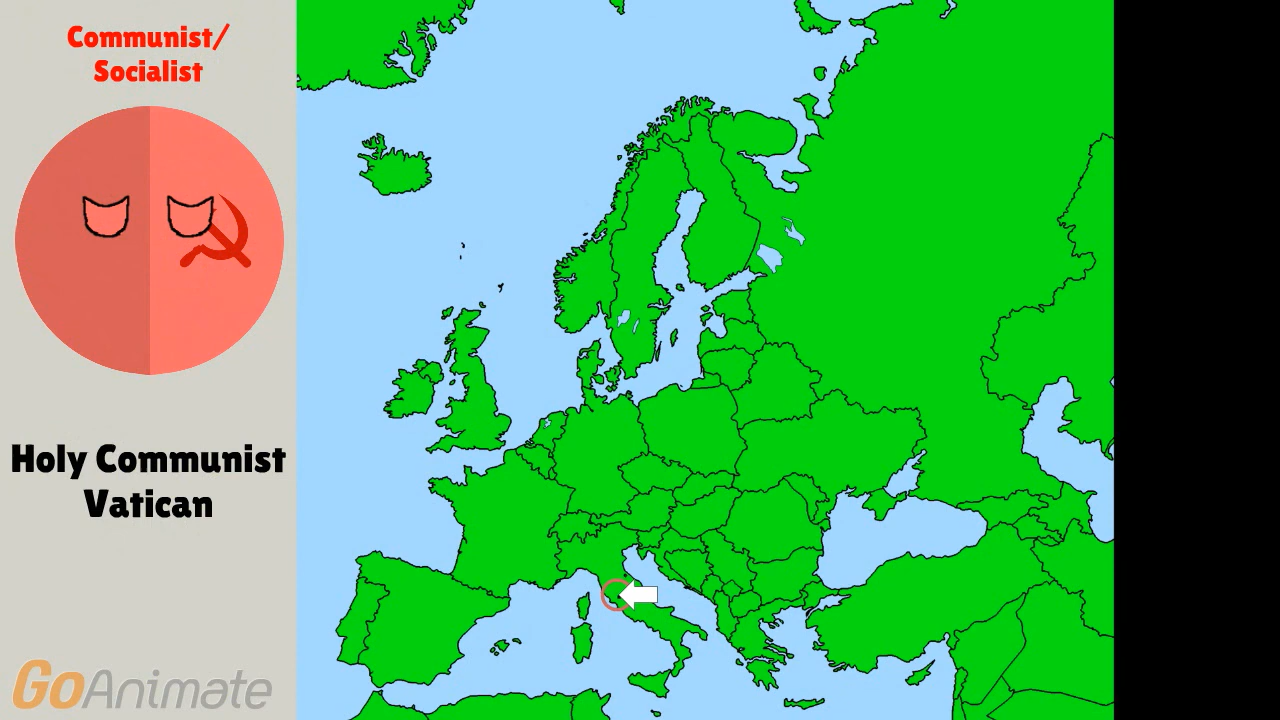 Communist/
Socialist
Holy Communist
Vatican
GoAnimate